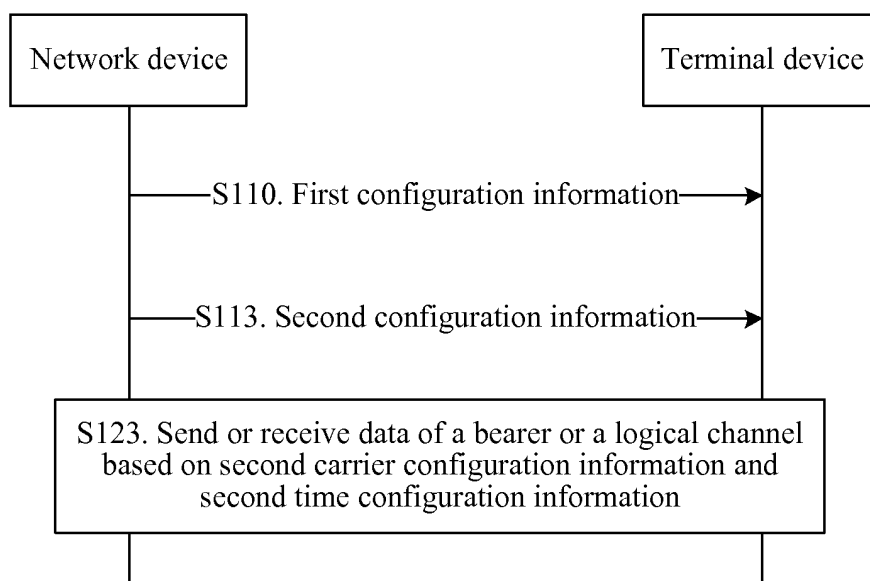 Network device
Terminal device
S110. First configuration information
S113. Second configuration information
S123. Send or receive data of a bearer or a logical channel
based on second carrier configuration information and
second time configuration information